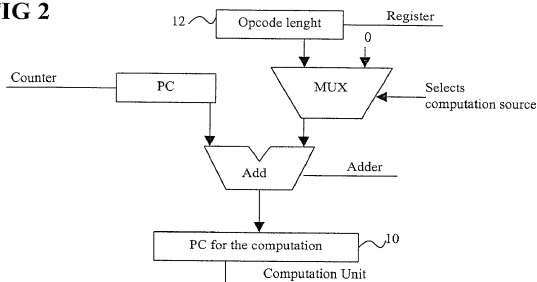 FIG 2
12
Opcode lenght
Register
0
Counter
PC
MUX
Selects
computation source
Add
Adder
PC for the computation
10
Computation Unit